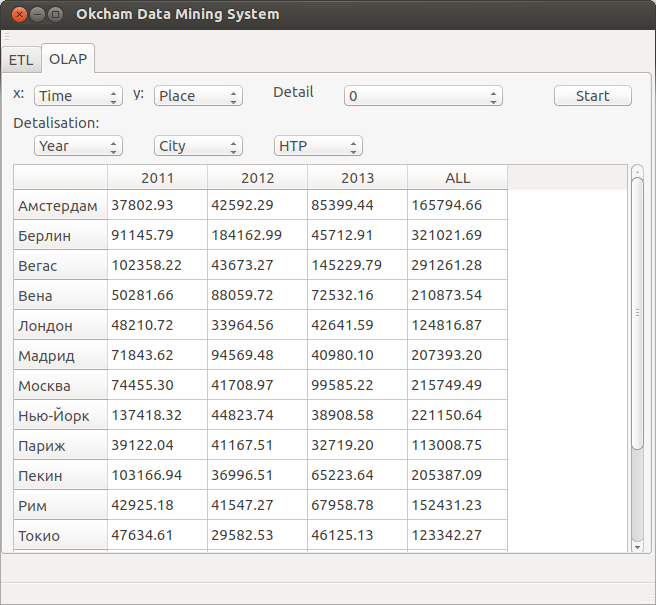 Okcham Data Mining System
ETL OLAP
x: Time y: Place Detail 0 Start
Detalisation:
Year City HTP
2011 2012 2013 ALL
Амстердам 37802.93 42592.29 85399.44 165794.66
Берлин 91145.79 184162.99 45712.91 321021.69
Вегас 102358.22 43673.27 145229.79 291261.28
Вена 50281.66 88059.72 72532.16 210873.54
Лондон 48210.72 33964.56 42641.59 124816.87
Мадрид 71843.62 94569.48 40980.10 207393.20
Москва 74455.30 41708.97 99585.22 215749.49
Нью-Йорк 137418.32 44823.74 38908.58 221150.64
Париж 39122.04 41167.51 32719.20 113008.75
Пекин 103166.94 36996.51 65223.64 205387.09
Рим 42925.18 41547.27 67958.78 152431.23
Токио 47634.61 29582.53 46125.13 123342.27